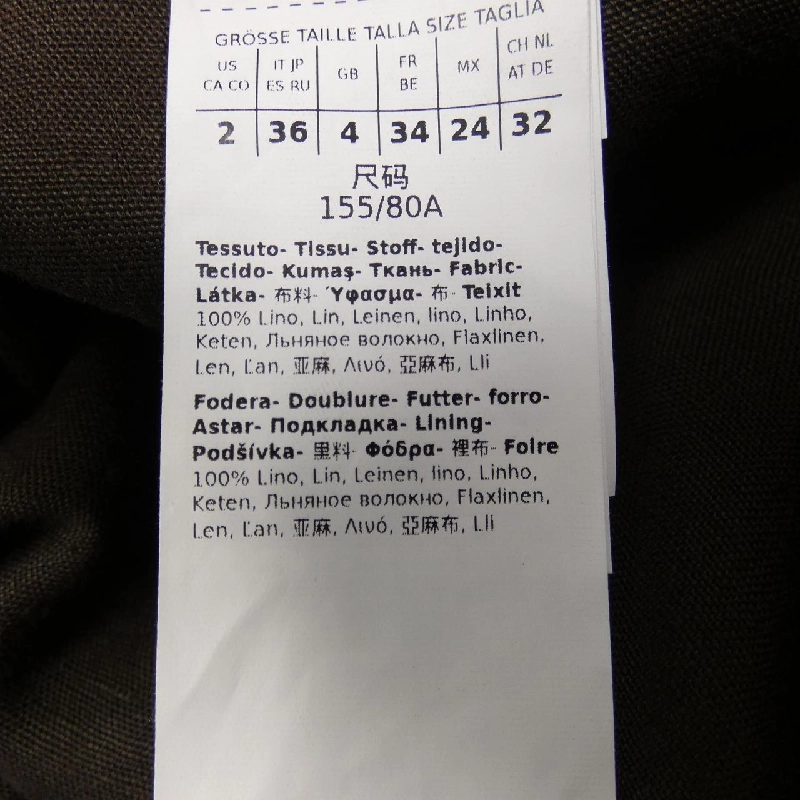 GRÖSSE TAILLE TALLA SIZE TAGLIA
US CA CO IT JP ES RU GB FR BE MX CH NL AT DE
2 36 4 34 24 32
尺码
155/80A
Tessuto- Tissu- Stoff- tejido-
Tecido- Kumaş- Ткань- Fabric-
Látka- 布料- Ύφασμα- 布- Teixit
100% Lino, Lin, Leinen, lino, Linho,
Keten, Льняное волокно, Flaxlinen,
Len, Ľan, 亚麻, Λινό, 亞麻布, Lli
Fodera- Doublure- Futter- forro-
Astar- Подкладка- Lining-
Podšívka- 里料- Φόδρα- 裡布- Folre
100% Lino, Lin, Leinen, lino, Linho,
Keten, Льняное волокно, Flaxlinen,
Len, Ľan, 亚麻, Λινό, 亞麻布, Lli